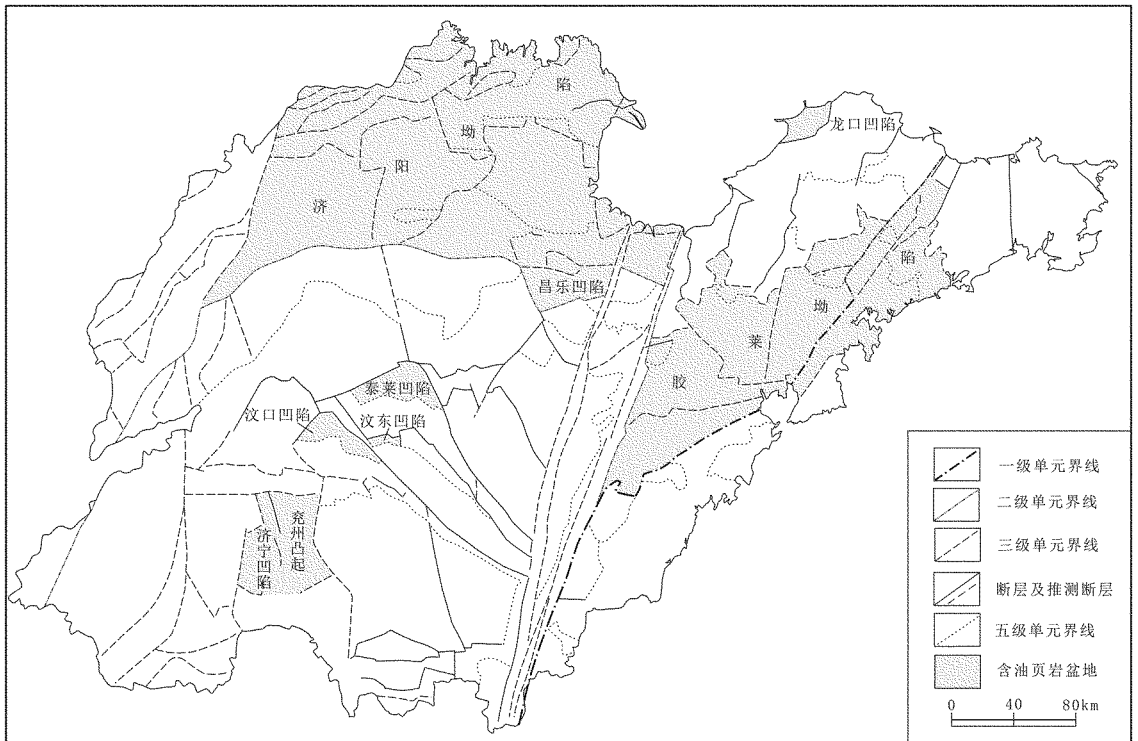 济阳坳陷
龙口凹陷
昌乐凹陷
胶莱坳陷
泰莱凹陷
汶口凹陷
汶东凹陷
兖州凸起
济宁凹陷
一级单元界线
二级单元界线
三级单元界线
断层及推测断层
五级单元界线
含油页岩盆地
0 40 80km